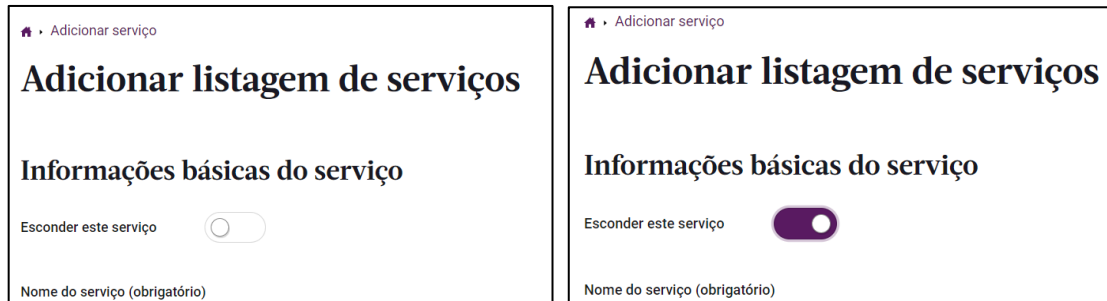 Adicionar serviço
Adicionar listagem de serviços
Informações básicas do serviço
Esconder este serviço
Nome do serviço (obrigatório)
Adicionar serviço
Adicionar listagem de serviços
Informações básicas do serviço
Esconder este serviço
Nome do serviço (obrigatório)